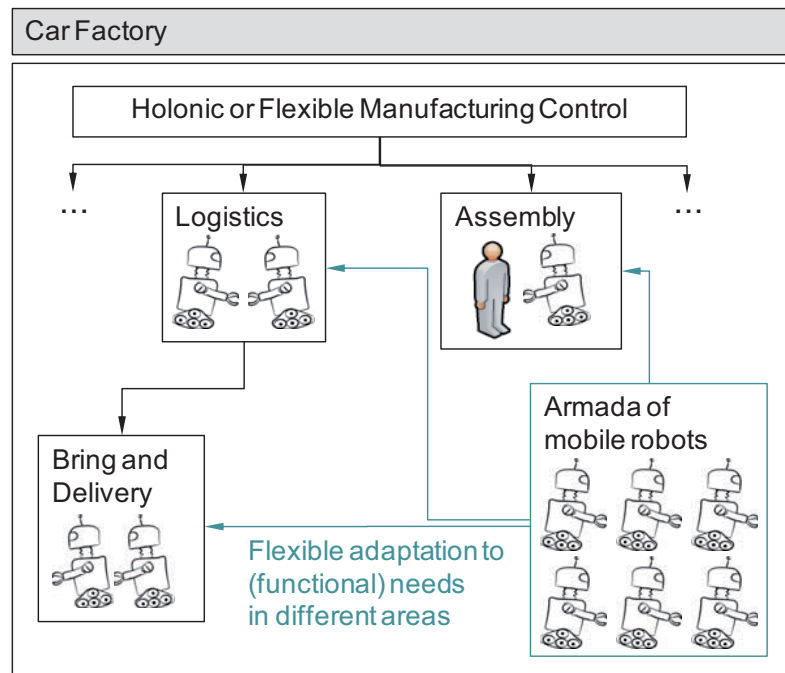 Car Factory
Holonic or Flexible Manufacturing Control
...
Logistics
Assembly
...
Armada of
mobile robots
Bring and
Delivery
Flexible adaptation to
(functional) needs
in different areas